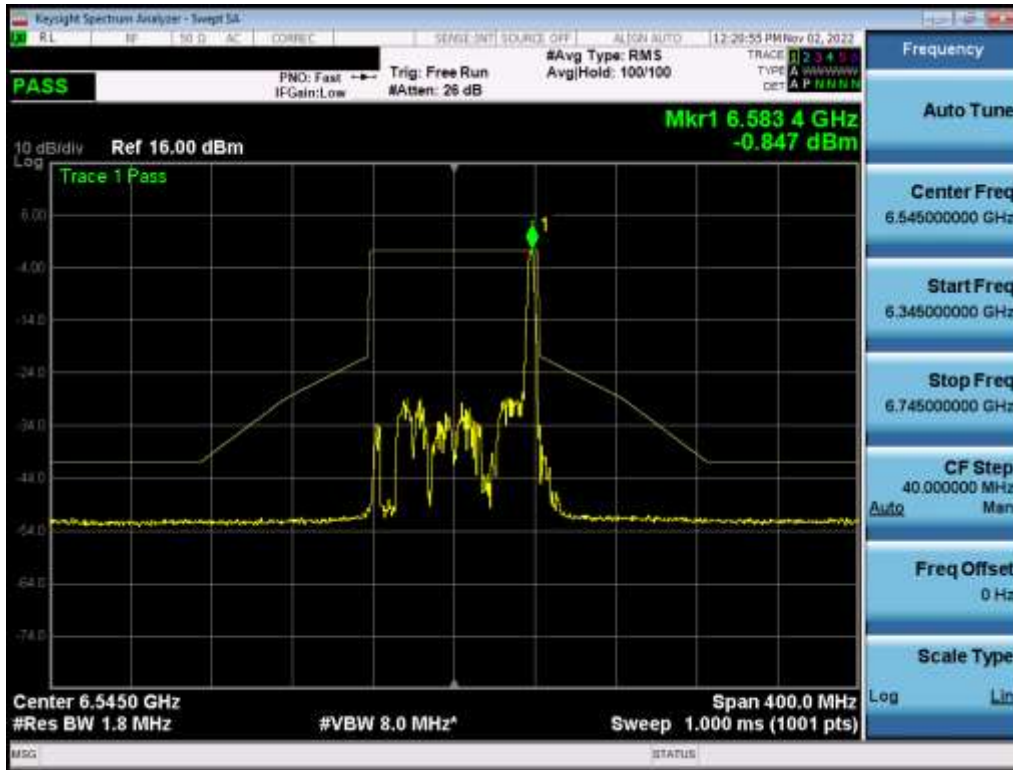 Keysight Spectrum Analyzer - Swept SA
RL RF 50 Ω AC CORREC SENSE:INT SOURCE OFF ALIGN AUTO 12:20:55 PM Nov 02, 2022
Frequency
PASS
PNO: Fast
IFGain:Low
Trig: Free Run
#Atten: 26 dB
#Avg Type: RMS
Avg|Hold: 100/100
TRACE 1 2 3 4 5 6
TYPE A WWWWW
DET A P N N N N
Auto Tune
Mkr1 6.583 4 GHz
-0.847 dBm
10 dB/div Ref 16.00 dBm
Log
Trace 1 Pass
1
6.00
-4.00
-14.0
-24.0
-34.0
-44.0
-54.0
-64.0
-74.0
Center Freq
6.545000000 GHz
Start Freq
6.345000000 GHz
Stop Freq
6.745000000 GHz
CF Step
40.000000 MHz
Auto Man
Freq Offset
0 Hz
Scale Type
Log Lin
Center 6.5450 GHz Span 400.0 MHz
#Res BW 1.8 MHz #VBW 8.0 MHz* Sweep 1.000 ms (1001 pts)
MSG STATUS